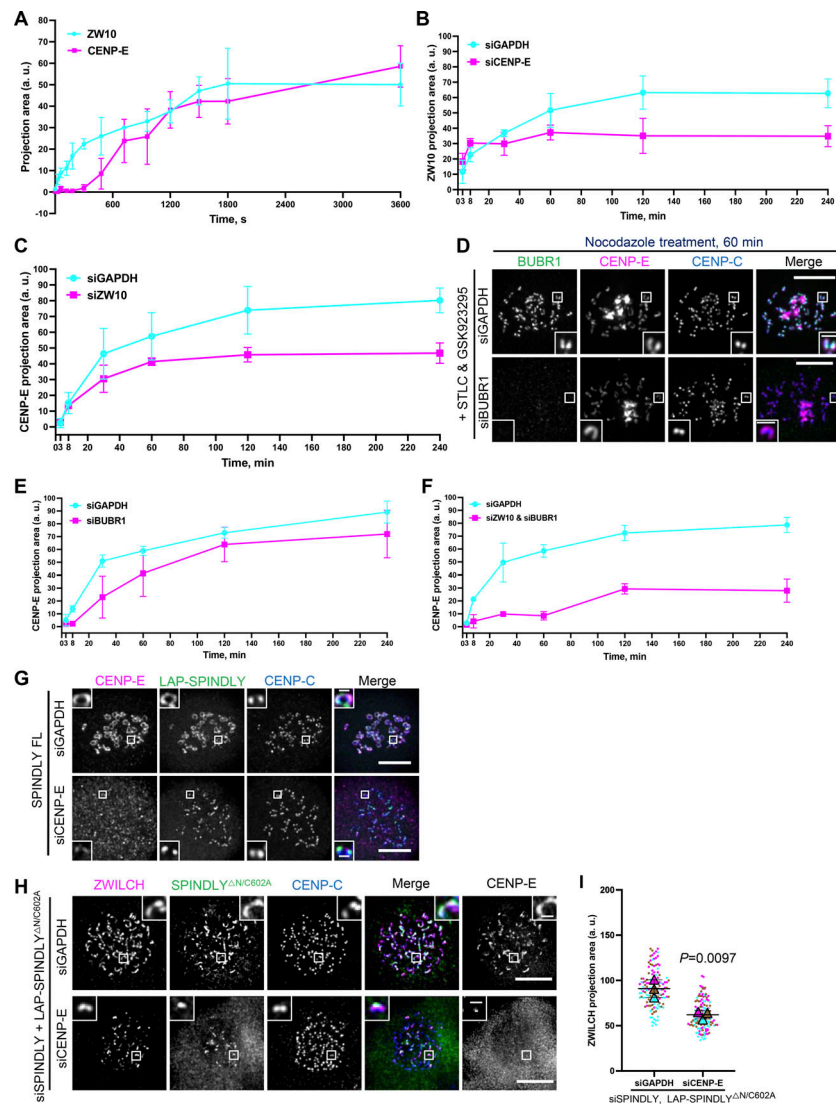 A
ZW10
CENP-E
Projection area (a. u.)
60
50
40
30
20
10
0
-10
600 1200 1800 2400 3000 3600
Time, s
B
siGAPDH
siCENP-E
ZW10 projection area (a. u.)
100
90
80
70
60
50
40
30
20
10
0
03 8 20 40 60 80 100 120 140 160 180 200 220 240
Time, min
C
siGAPDH
siZW10
CENP-E projection area (a. u.)
100
90
80
70
60
50
40
30
20
10
0
03 8 20 40 60 80 100 120 140 160 180 200 220 240
Time, min
D
Nocodazole treatment, 60 min
BUBR1 CENP-E CENP-C Merge
+ STLC & GSK923295
siGAPDH
siBUBR1
E
siGAPDH
siBUBR1
CENP-E projection area (a. u.)
100
90
80
70
60
50
40
30
20
10
0
03 8 20 40 60 80 100 120 140 160 180 200 220 240
Time, min
F
siGAPDH
siZW10 & siBUBR1
CENP-E projection area (a. u.)
100
90
80
70
60
50
40
30
20
10
0
03 8 20 40 60 80 100 120 140 160 180 200 220 240
Time, min
G
CENP-E LAP-SPINDLY CENP-C Merge
SPINDLY FL
siGAPDH
siCENP-E
H
ZWILCH SPINDLY^ΔN/C602A CENP-C Merge CENP-E
siSPINDLY + LAP-SPINDLY^ΔN/C602A
siGAPDH
siCENP-E
I
ZWILCH projection area (a. u.)
200
150
100
50
0
P=0.0097
siGAPDH siCENP-E
siSPINDLY, LAP-SPINDLY^ΔN/C602A